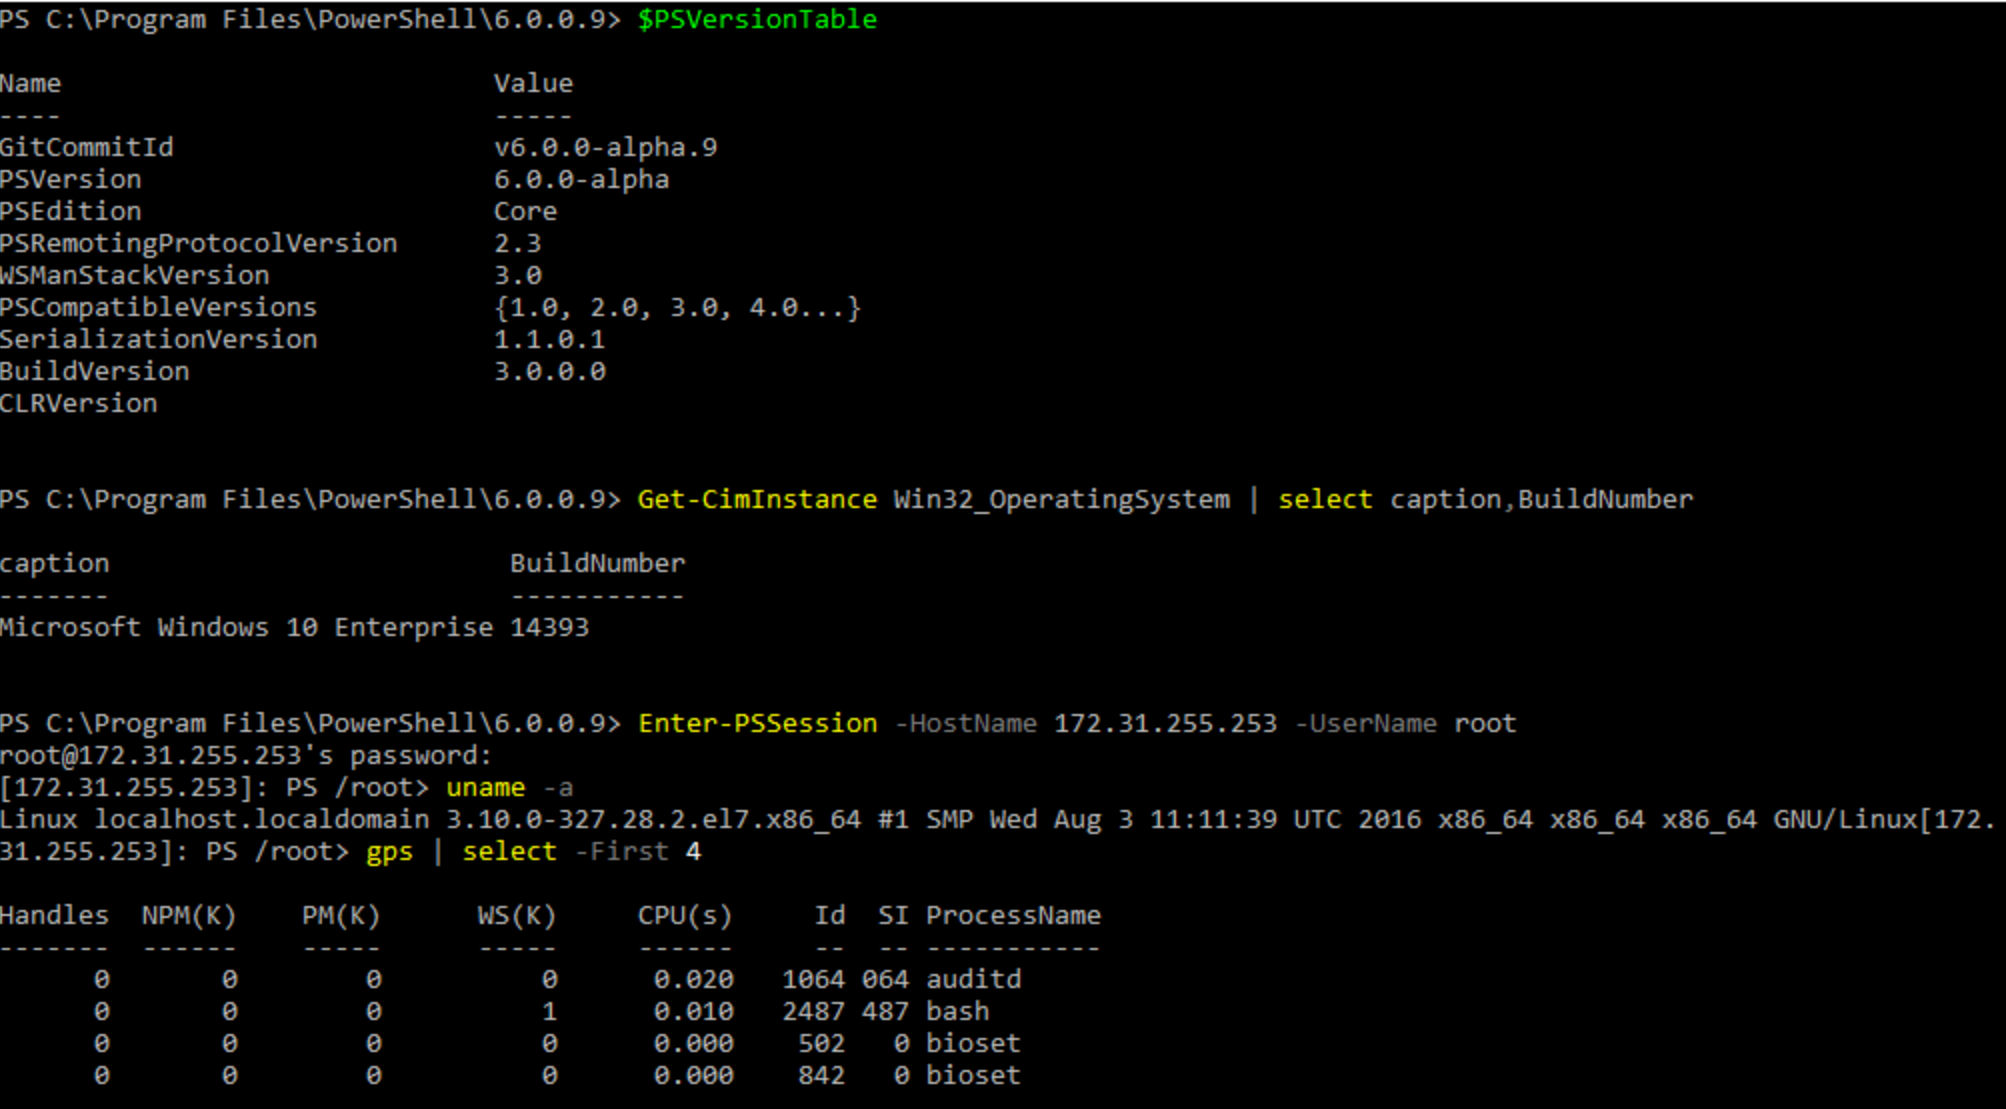 PS C:\Program Files\PowerShell\6.0.0.9> $PSVersionTable
Name                           Value
----                           -----
GitCommitId                    v6.0.0-alpha.9
PSVersion                      6.0.0-alpha
PSEdition                      Core
PSRemotingProtocolVersion      2.3
WSManStackVersion              3.0
PSCompatibleVersions           {1.0, 2.0, 3.0, 4.0...}
SerializationVersion           1.1.0.1
BuildVersion                   3.0.0.0
CLRVersion
PS C:\Program Files\PowerShell\6.0.0.9> Get-CimInstance Win32_OperatingSystem | select caption,BuildNumber
caption                         BuildNumber
-------                         -----------
Microsoft Windows 10 Enterprise 14393
PS C:\Program Files\PowerShell\6.0.0.9> Enter-PSSession -HostName 172.31.255.253 -UserName root
root@172.31.255.253's password:
[172.31.255.253]: PS /root> uname -a
Linux localhost.localdomain 3.10.0-327.28.2.el7.x86_64 #1 SMP Wed Aug 3 11:11:39 UTC 2016 x86_64 x86_64 x86_64 GNU/Linux[172.
31.255.253]: PS /root> gps | select -First 4
Handles  NPM(K)    PM(K)      WS(K)     CPU(s)     Id  SI ProcessName
-------  ------    -----      -----     ------     --  -- -----------
      0       0        0          0      0.020   1064 064 auditd
      0       0        0          1      0.010   2487 487 bash
      0       0        0          0      0.000    502   0 bioset
      0       0        0          0      0.000    842   0 bioset